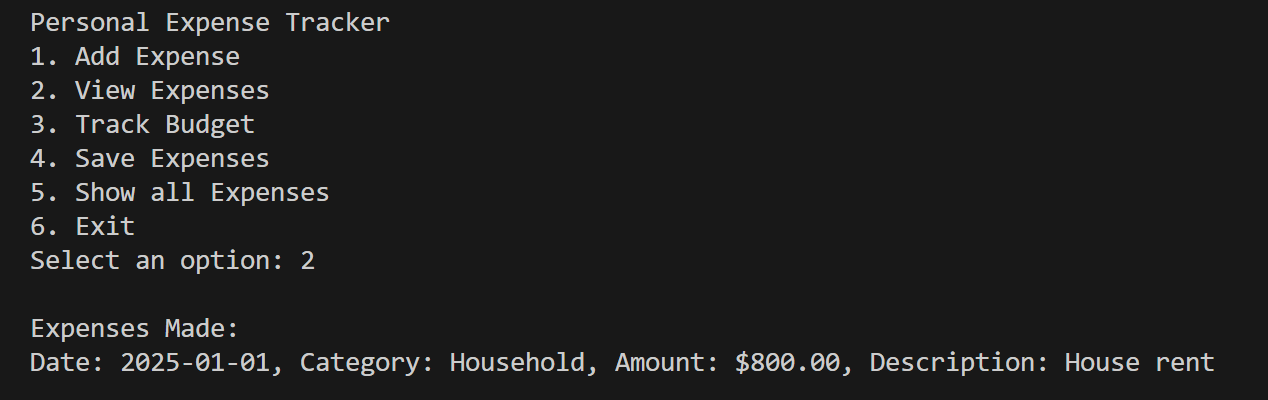 Personal Expense Tracker
1. Add Expense
2. View Expenses
3. Track Budget
4. Save Expenses
5. Show all Expenses
6. Exit
Select an option: 2
Expenses Made:
Date: 2025-01-01, Category: Household, Amount: $800.00, Description: House rent